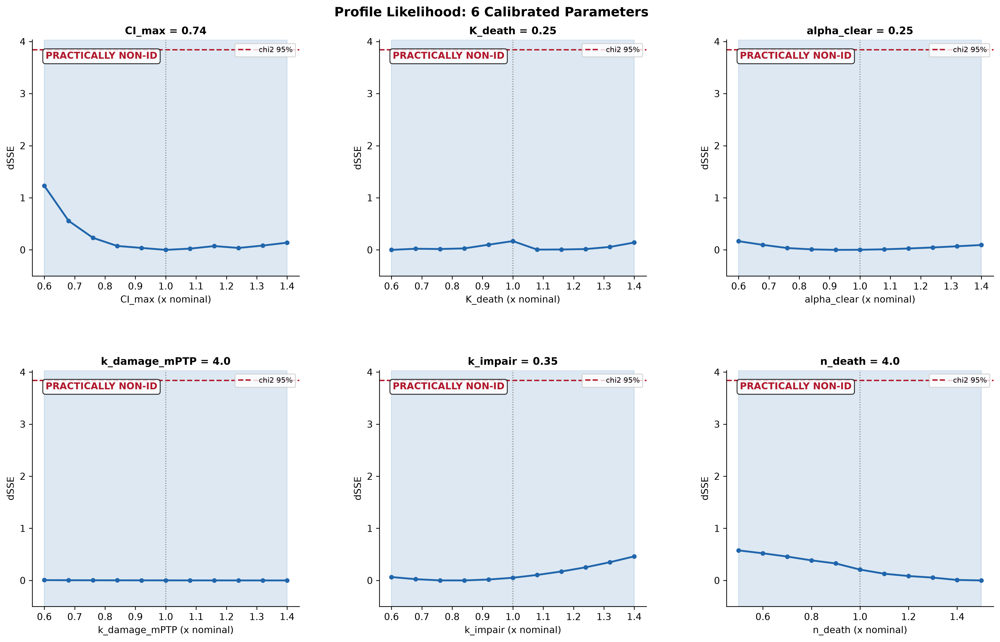 Profile Likelihood: 6 Calibrated Parameters
CI_max = 0.74
4
3
2
1
0
dSSE
PRACTICALLY NON-ID
chi2 95%
0.6 0.7 0.8 0.9 1.0 1.1 1.2 1.3 1.4
CI_max (x nominal)
K_death = 0.25
4
3
2
1
0
dSSE
PRACTICALLY NON-ID
chi2 95%
0.6 0.7 0.8 0.9 1.0 1.1 1.2 1.3 1.4
K_death (x nominal)
alpha_clear = 0.25
4
3
2
1
0
dSSE
PRACTICALLY NON-ID
chi2 95%
0.6 0.7 0.8 0.9 1.0 1.1 1.2 1.3 1.4
alpha_clear (x nominal)
k_damage_mPTP = 4.0
4
3
2
1
0
dSSE
PRACTICALLY NON-ID
chi2 95%
0.6 0.7 0.8 0.9 1.0 1.1 1.2 1.3 1.4
k_damage_mPTP (x nominal)
k_impair = 0.35
4
3
2
1
0
dSSE
PRACTICALLY NON-ID
chi2 95%
0.6 0.7 0.8 0.9 1.0 1.1 1.2 1.3 1.4
k_impair (x nominal)
n_death = 4.0
4
3
2
1
0
dSSE
PRACTICALLY NON-ID
chi2 95%
0.6 0.8 1.0 1.2 1.4
n_death (x nominal)